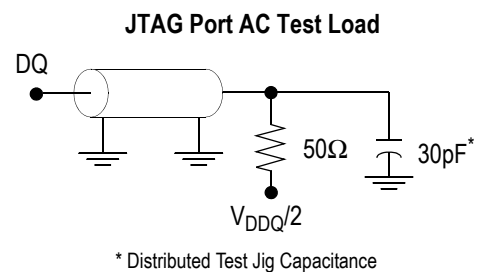 JTAG Port AC Test Load
DQ
50Ω
30pF*
VDDQ/2
* Distributed Test Jig Capacitance